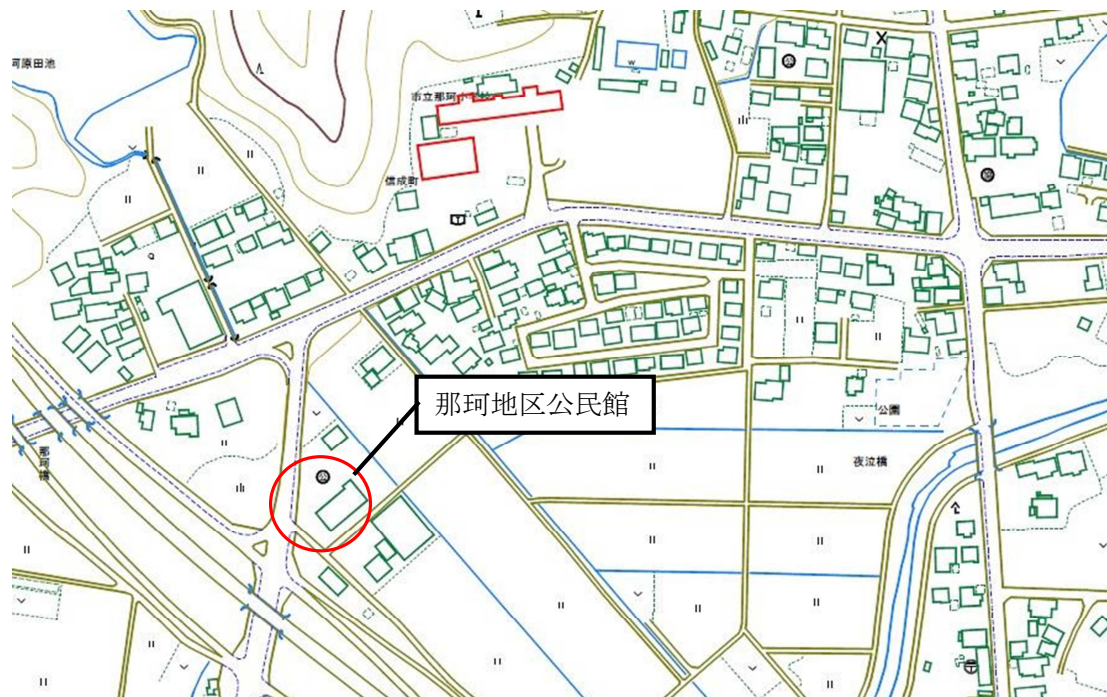 河原田池
市立那珂小学校
信成町
那珂地区公民館
公園
夜泣橋
那珂橋